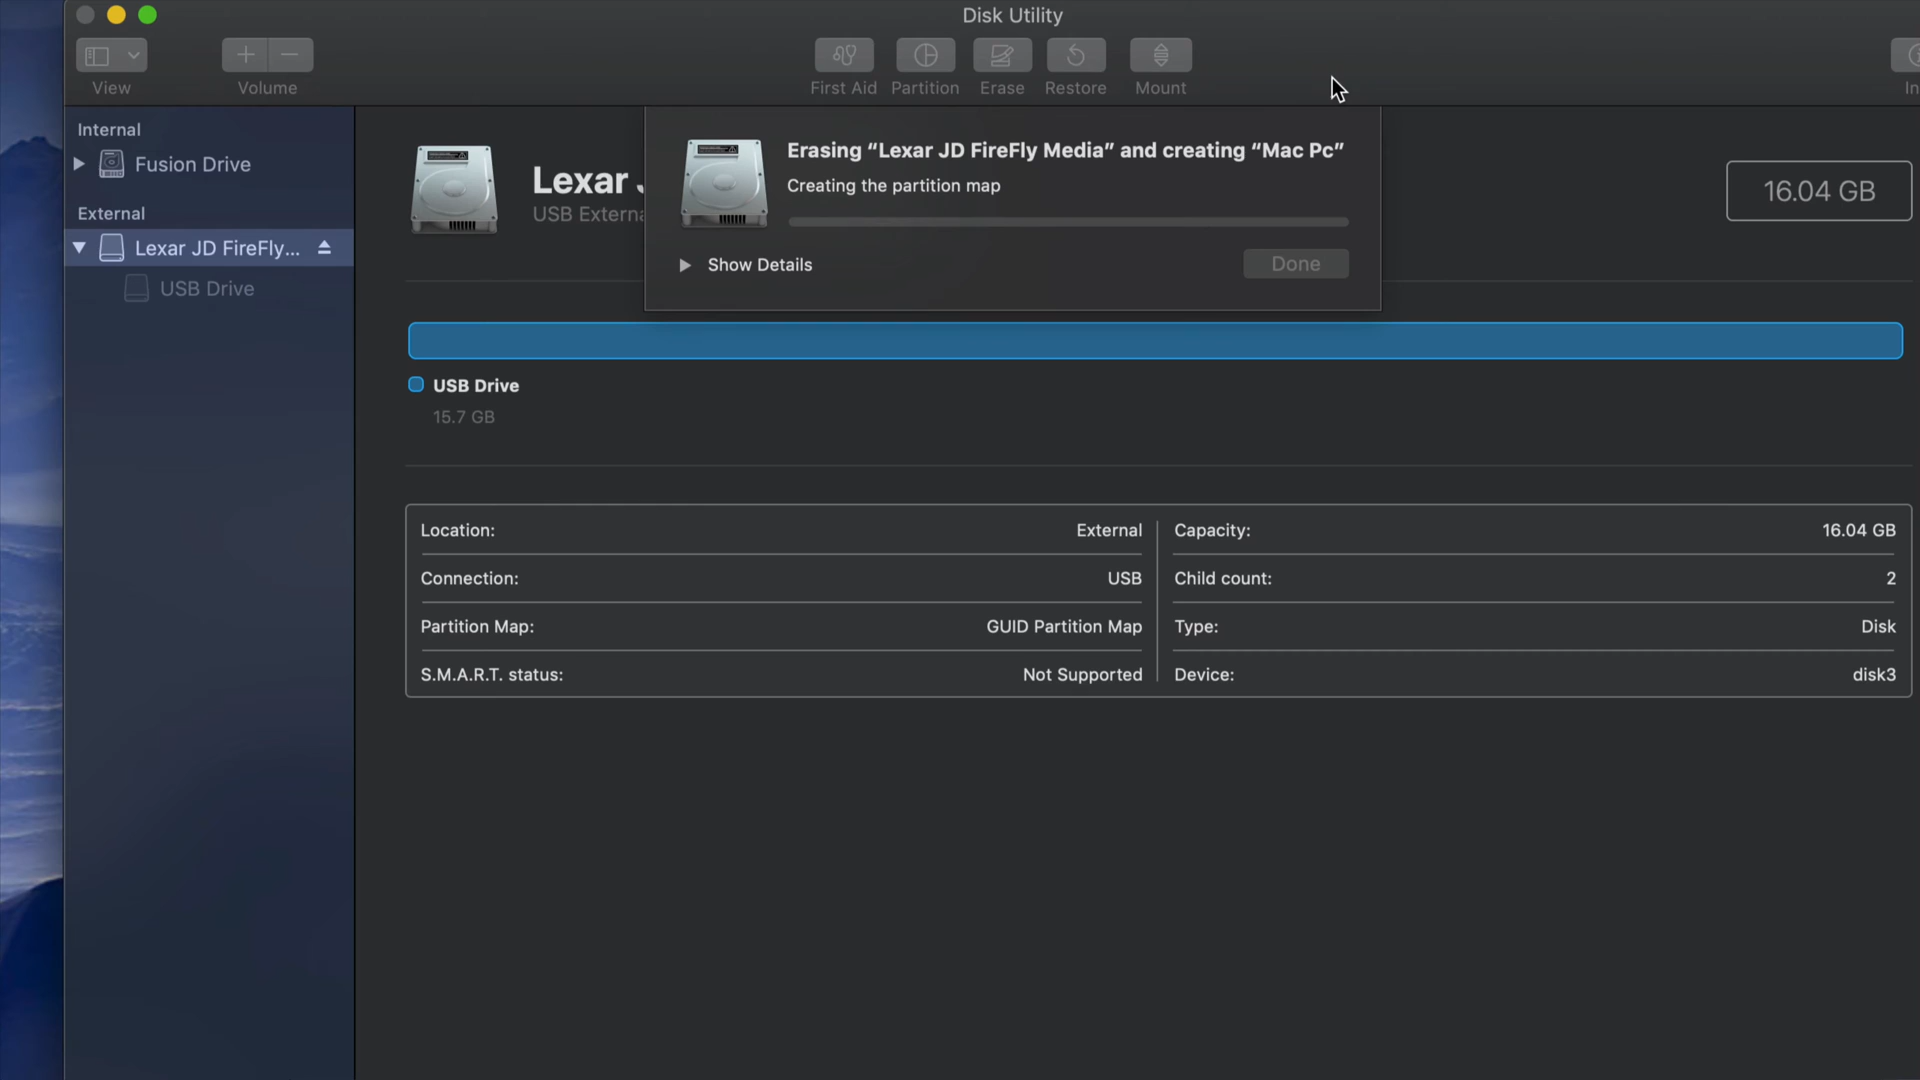 Disk Utility
View
Volume
First Aid
Partition
Erase
Restore
Mount
Internal
Fusion Drive
External
Lexar JD FireFly...
USB Drive
Lexar
USB Externa
Erasing “Lexar JD FireFly Media” and creating “Mac Pc”
Creating the partition map
Show Details
Done
16.04 GB
USB Drive
15.7 GB
Location: External
Capacity: 16.04 GB
Connection: USB
Child count: 2
Partition Map: GUID Partition Map
Type: Disk
S.M.A.R.T. status: Not Supported
Device: disk3